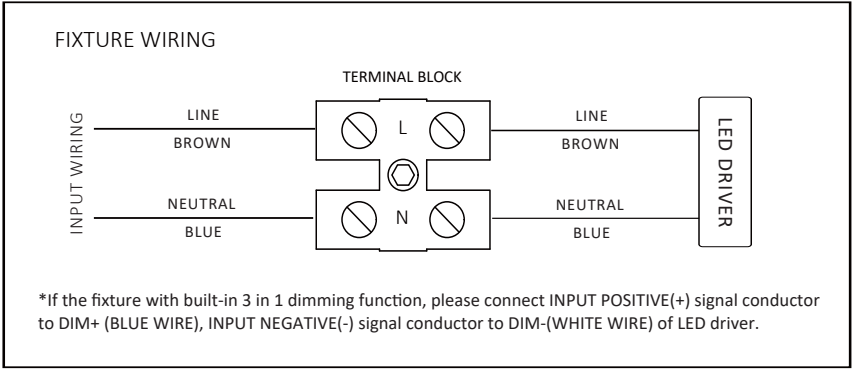 FIXTURE WIRING
TERMINAL BLOCK
INPUT WIRING
LINE
BROWN
L
LINE
BROWN
LED DRIVER
NEUTRAL
BLUE
N
NEUTRAL
BLUE
*If the fixture with built-in 3 in 1 dimming function, please connect INPUT POSITIVE(+) signal conductor
to DIM+ (BLUE WIRE), INPUT NEGATIVE(-) signal conductor to DIM-(WHITE WIRE) of LED driver.